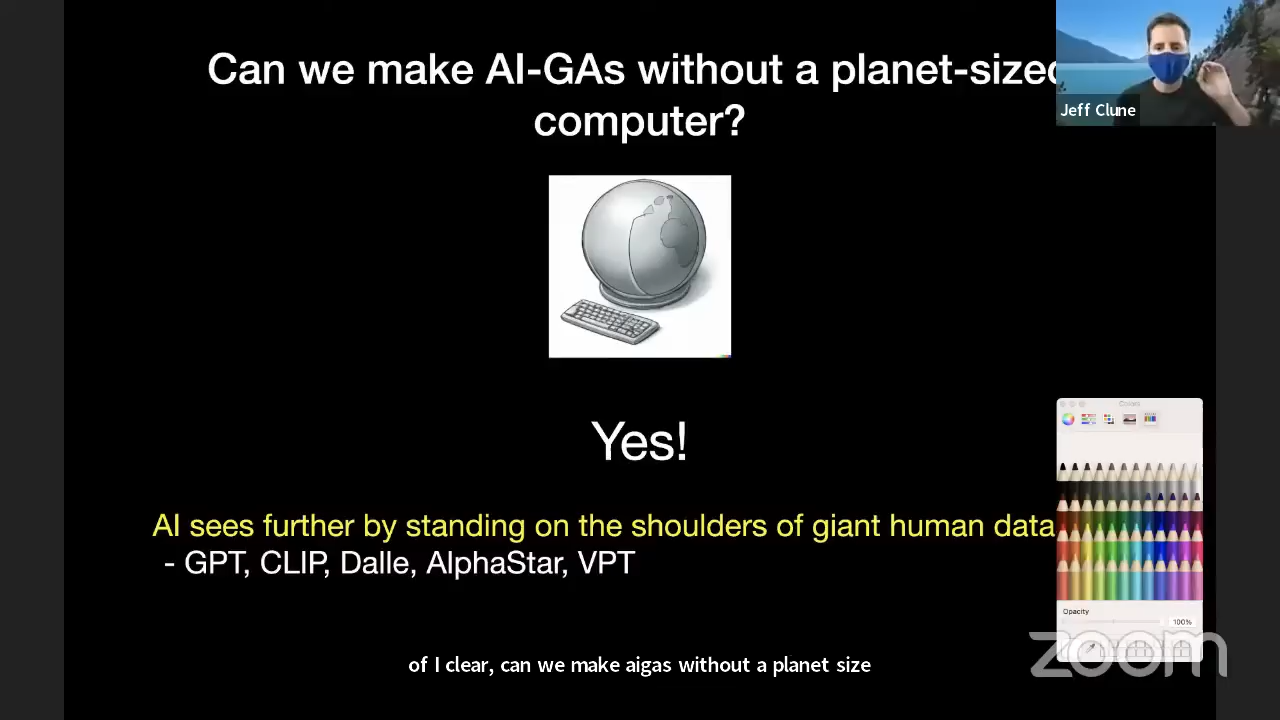 Can we make AI-GAs without a planet-sized
computer?
Jeff Clune
Yes!
AI sees further by standing on the shoulders of giant human data
- GPT, CLIP, Dalle, AlphaStar, VPT
Colors
Opacity
100%
zoom
of I clear, can we make aigas without a planet size